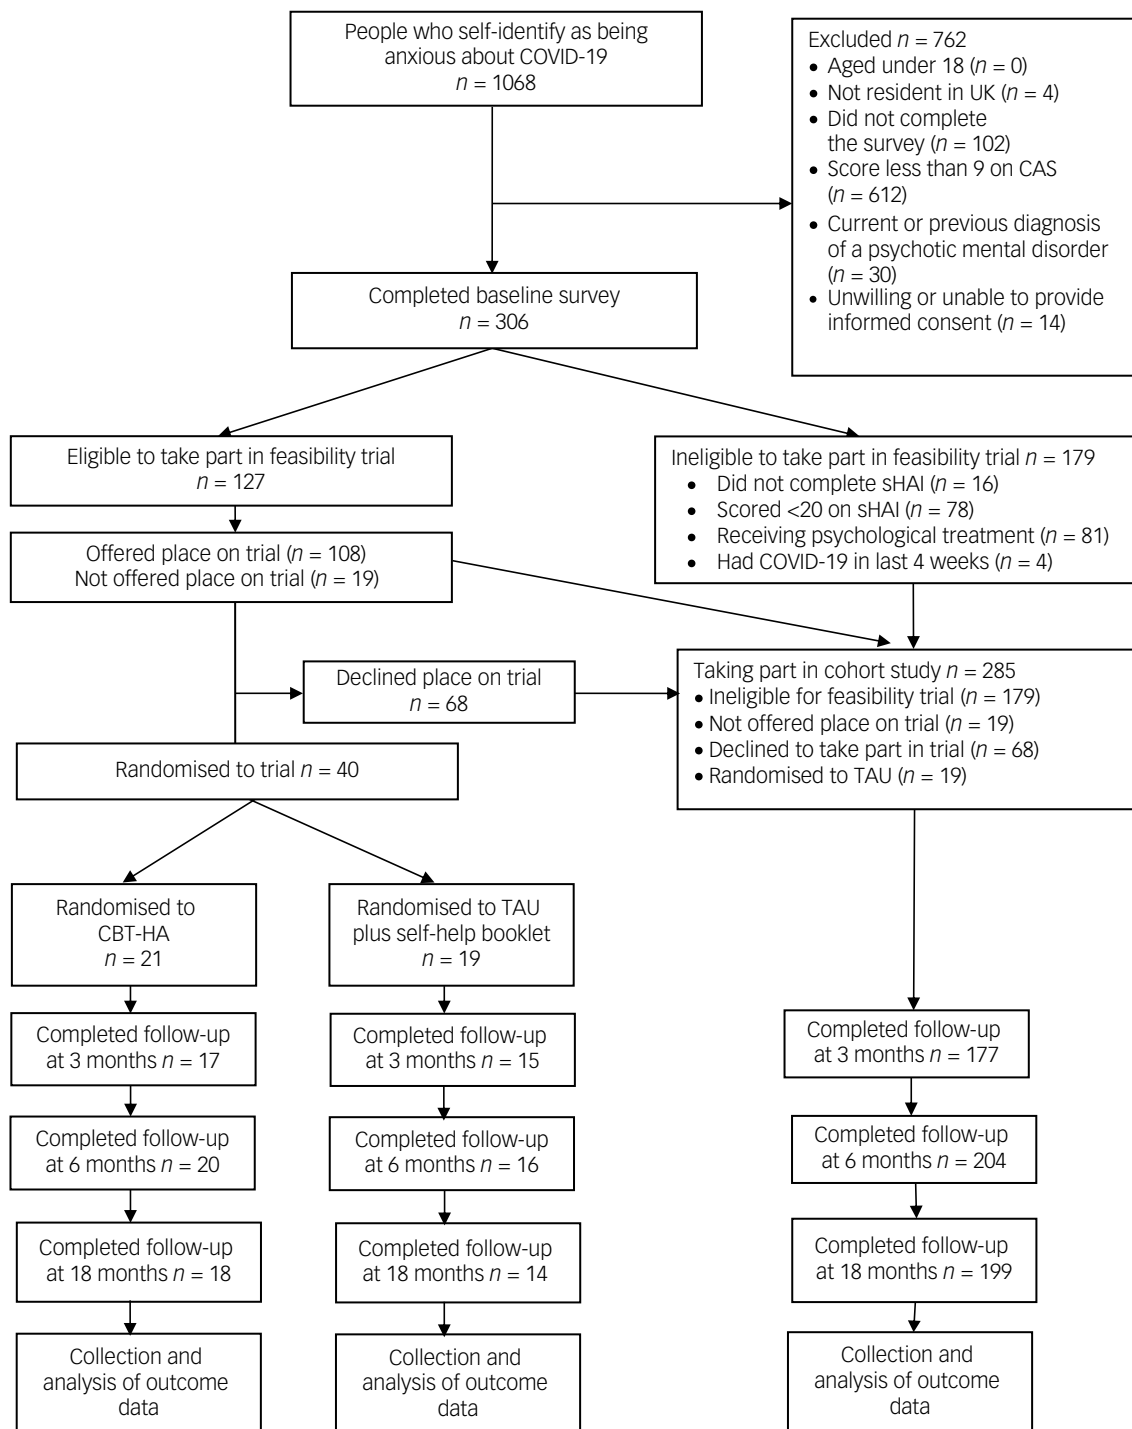 People who self-identify as being
anxious about COVID-19
n = 1068
Excluded n = 762
• Aged under 18 (n = 0)
• Not resident in UK (n = 4)
• Did not complete
the survey (n = 102)
• Score less than 9 on CAS
(n = 612)
• Current or previous diagnosis
of a psychotic mental disorder
(n = 30)
• Unwilling or unable to provide
informed consent (n = 14)
Completed baseline survey
n = 306
Eligible to take part in feasibility trial
n = 127
Ineligible to take part in feasibility trial n = 179
• Did not complete sHAI (n = 16)
• Scored <20 on sHAI (n = 78)
• Receiving psychological treatment (n = 81)
• Had COVID-19 in last 4 weeks (n = 4)
Offered place on trial (n = 108)
Not offered place on trial (n = 19)
Declined place on trial
n = 68
Taking part in cohort study n = 285
• Ineligible for feasibility trial (n = 179)
• Not offered place on trial (n = 19)
• Declined to take part in trial (n = 68)
• Randomised to TAU (n = 19)
Randomised to trial n = 40
Randomised to
CBT-HA
n = 21
Randomised to TAU
plus self-help booklet
n = 19
Completed follow-up
at 3 months n = 17
Completed follow-up
at 3 months n = 15
Completed follow-up
at 3 months n = 177
Completed follow-up
at 6 months n = 20
Completed follow-up
at 6 months n = 16
Completed follow-up
at 6 months n = 204
Completed follow-up
at 18 months n = 18
Completed follow-up
at 18 months n = 14
Completed follow-up
at 18 months n = 199
Collection and
analysis of outcome
data
Collection and
analysis of outcome
data
Collection and
analysis of outcome
data